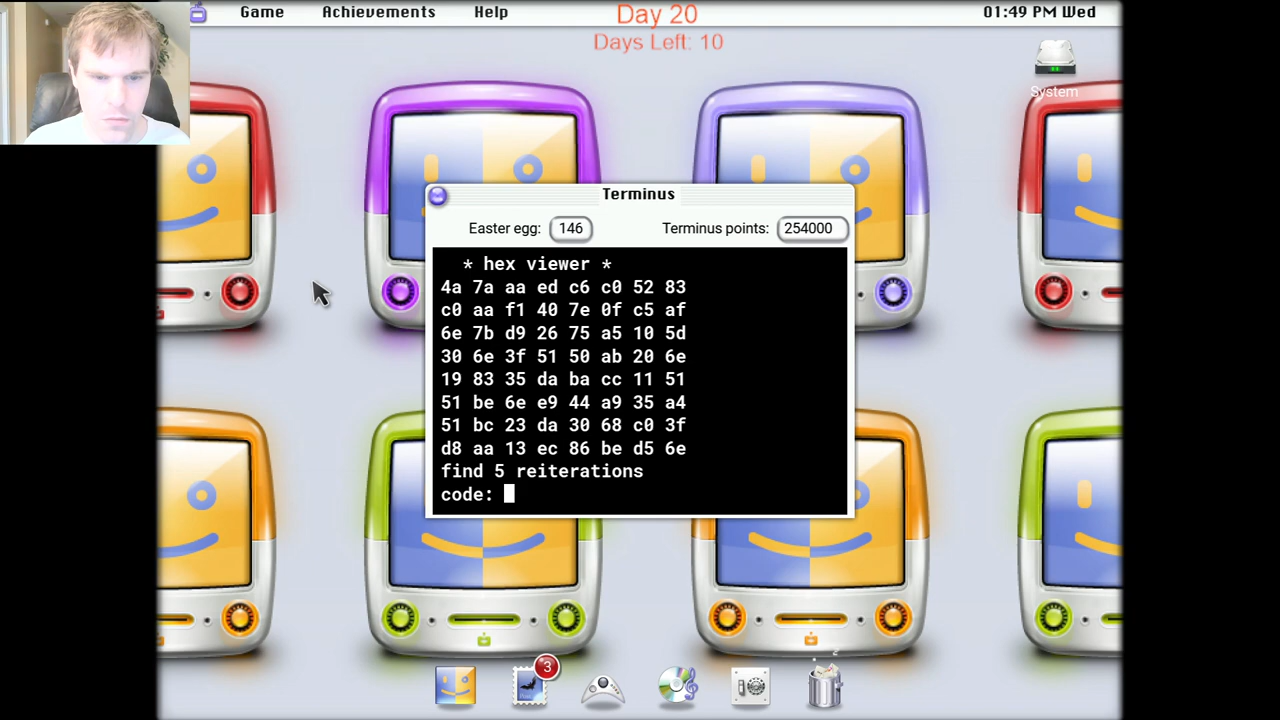 Game Achievements Help Day 20 01:49 PM Wed
Days Left: 10
System
Terminus
Easter egg: 146 Terminus points: 254000
* hex viewer *
4a 7a aa ed c6 c0 52 83
c0 aa f1 40 7e 0f c5 af
6e 7b d9 26 75 a5 10 5d
30 6e 3f 51 50 ab 20 6e
19 83 35 da ba cc 11 51
51 be 6e e9 44 a9 35 a4
51 bc 23 da 30 68 c0 3f
d8 aa 13 ec 86 be d5 6e
find 5 reiterations
code:
3